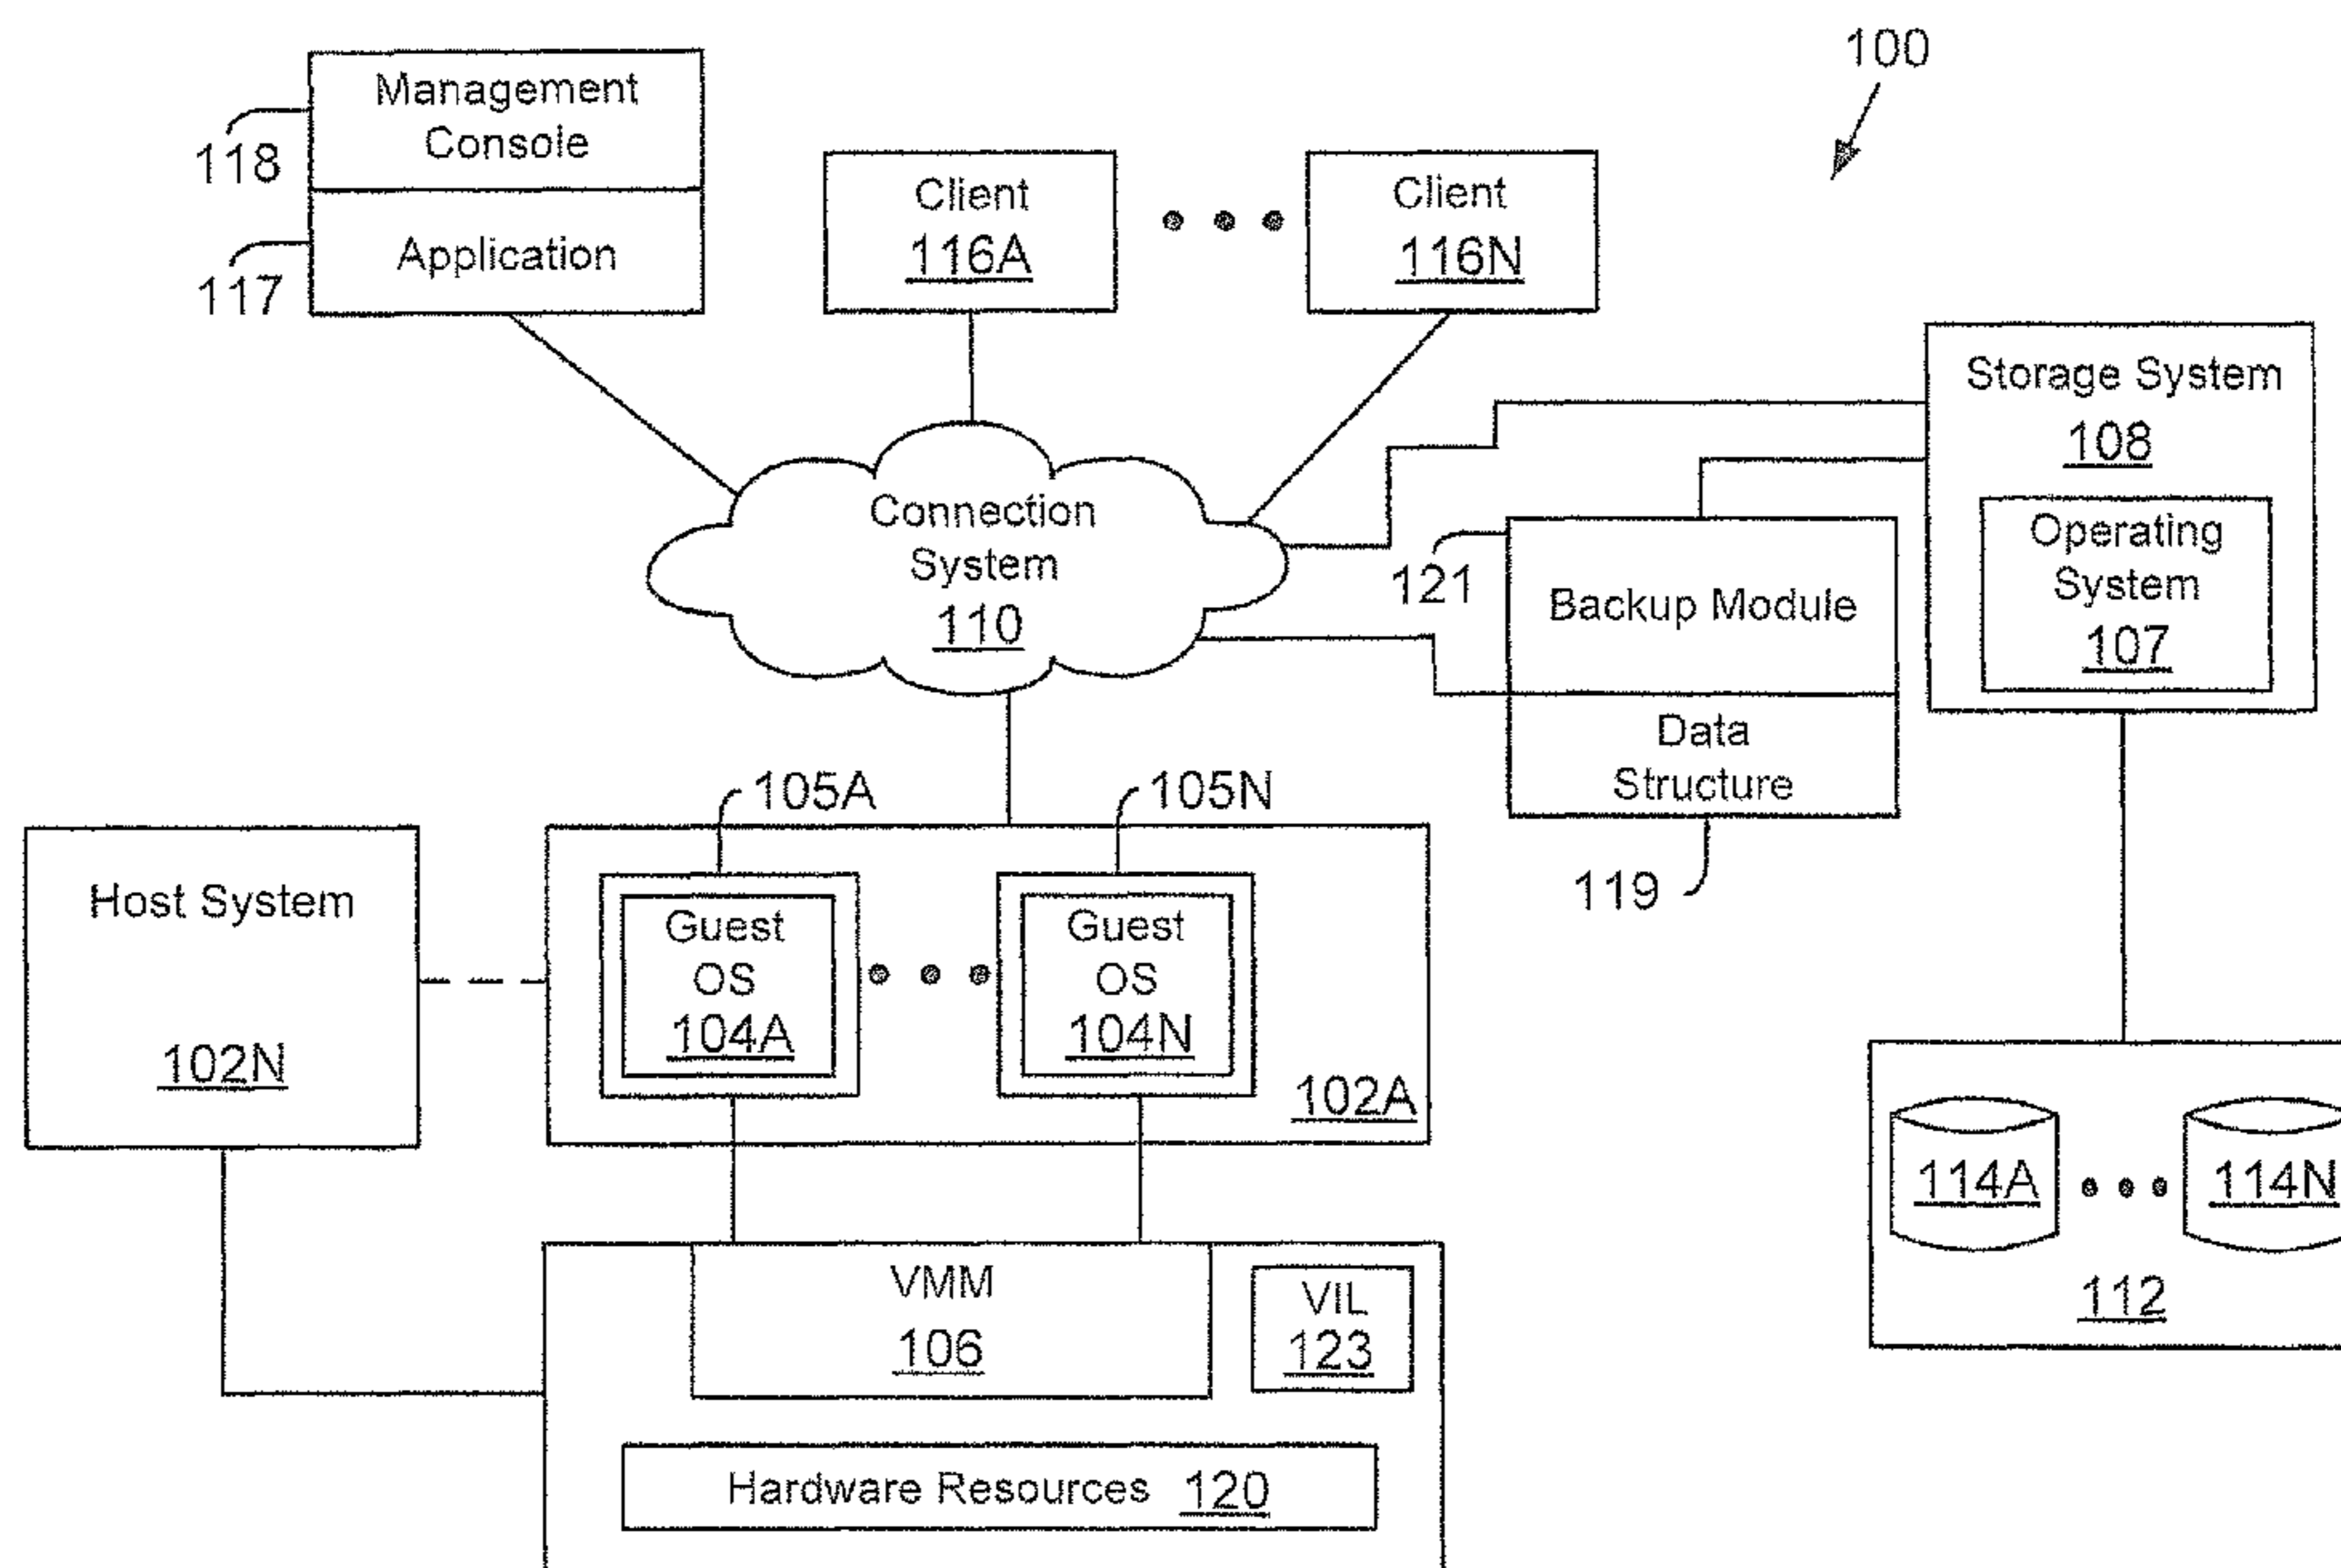 100
Management
Console
118
Application
117
Client
116A
Client
116N
Storage System
108
Operating
System
107
Connection
System
110
121
Backup Module
Data
Structure
119
105A
105N
Host System
102N
Guest
OS
104A
Guest
OS
104N
102A
114A
114N
112
VMM
106
VIL
123
Hardware Resources 120